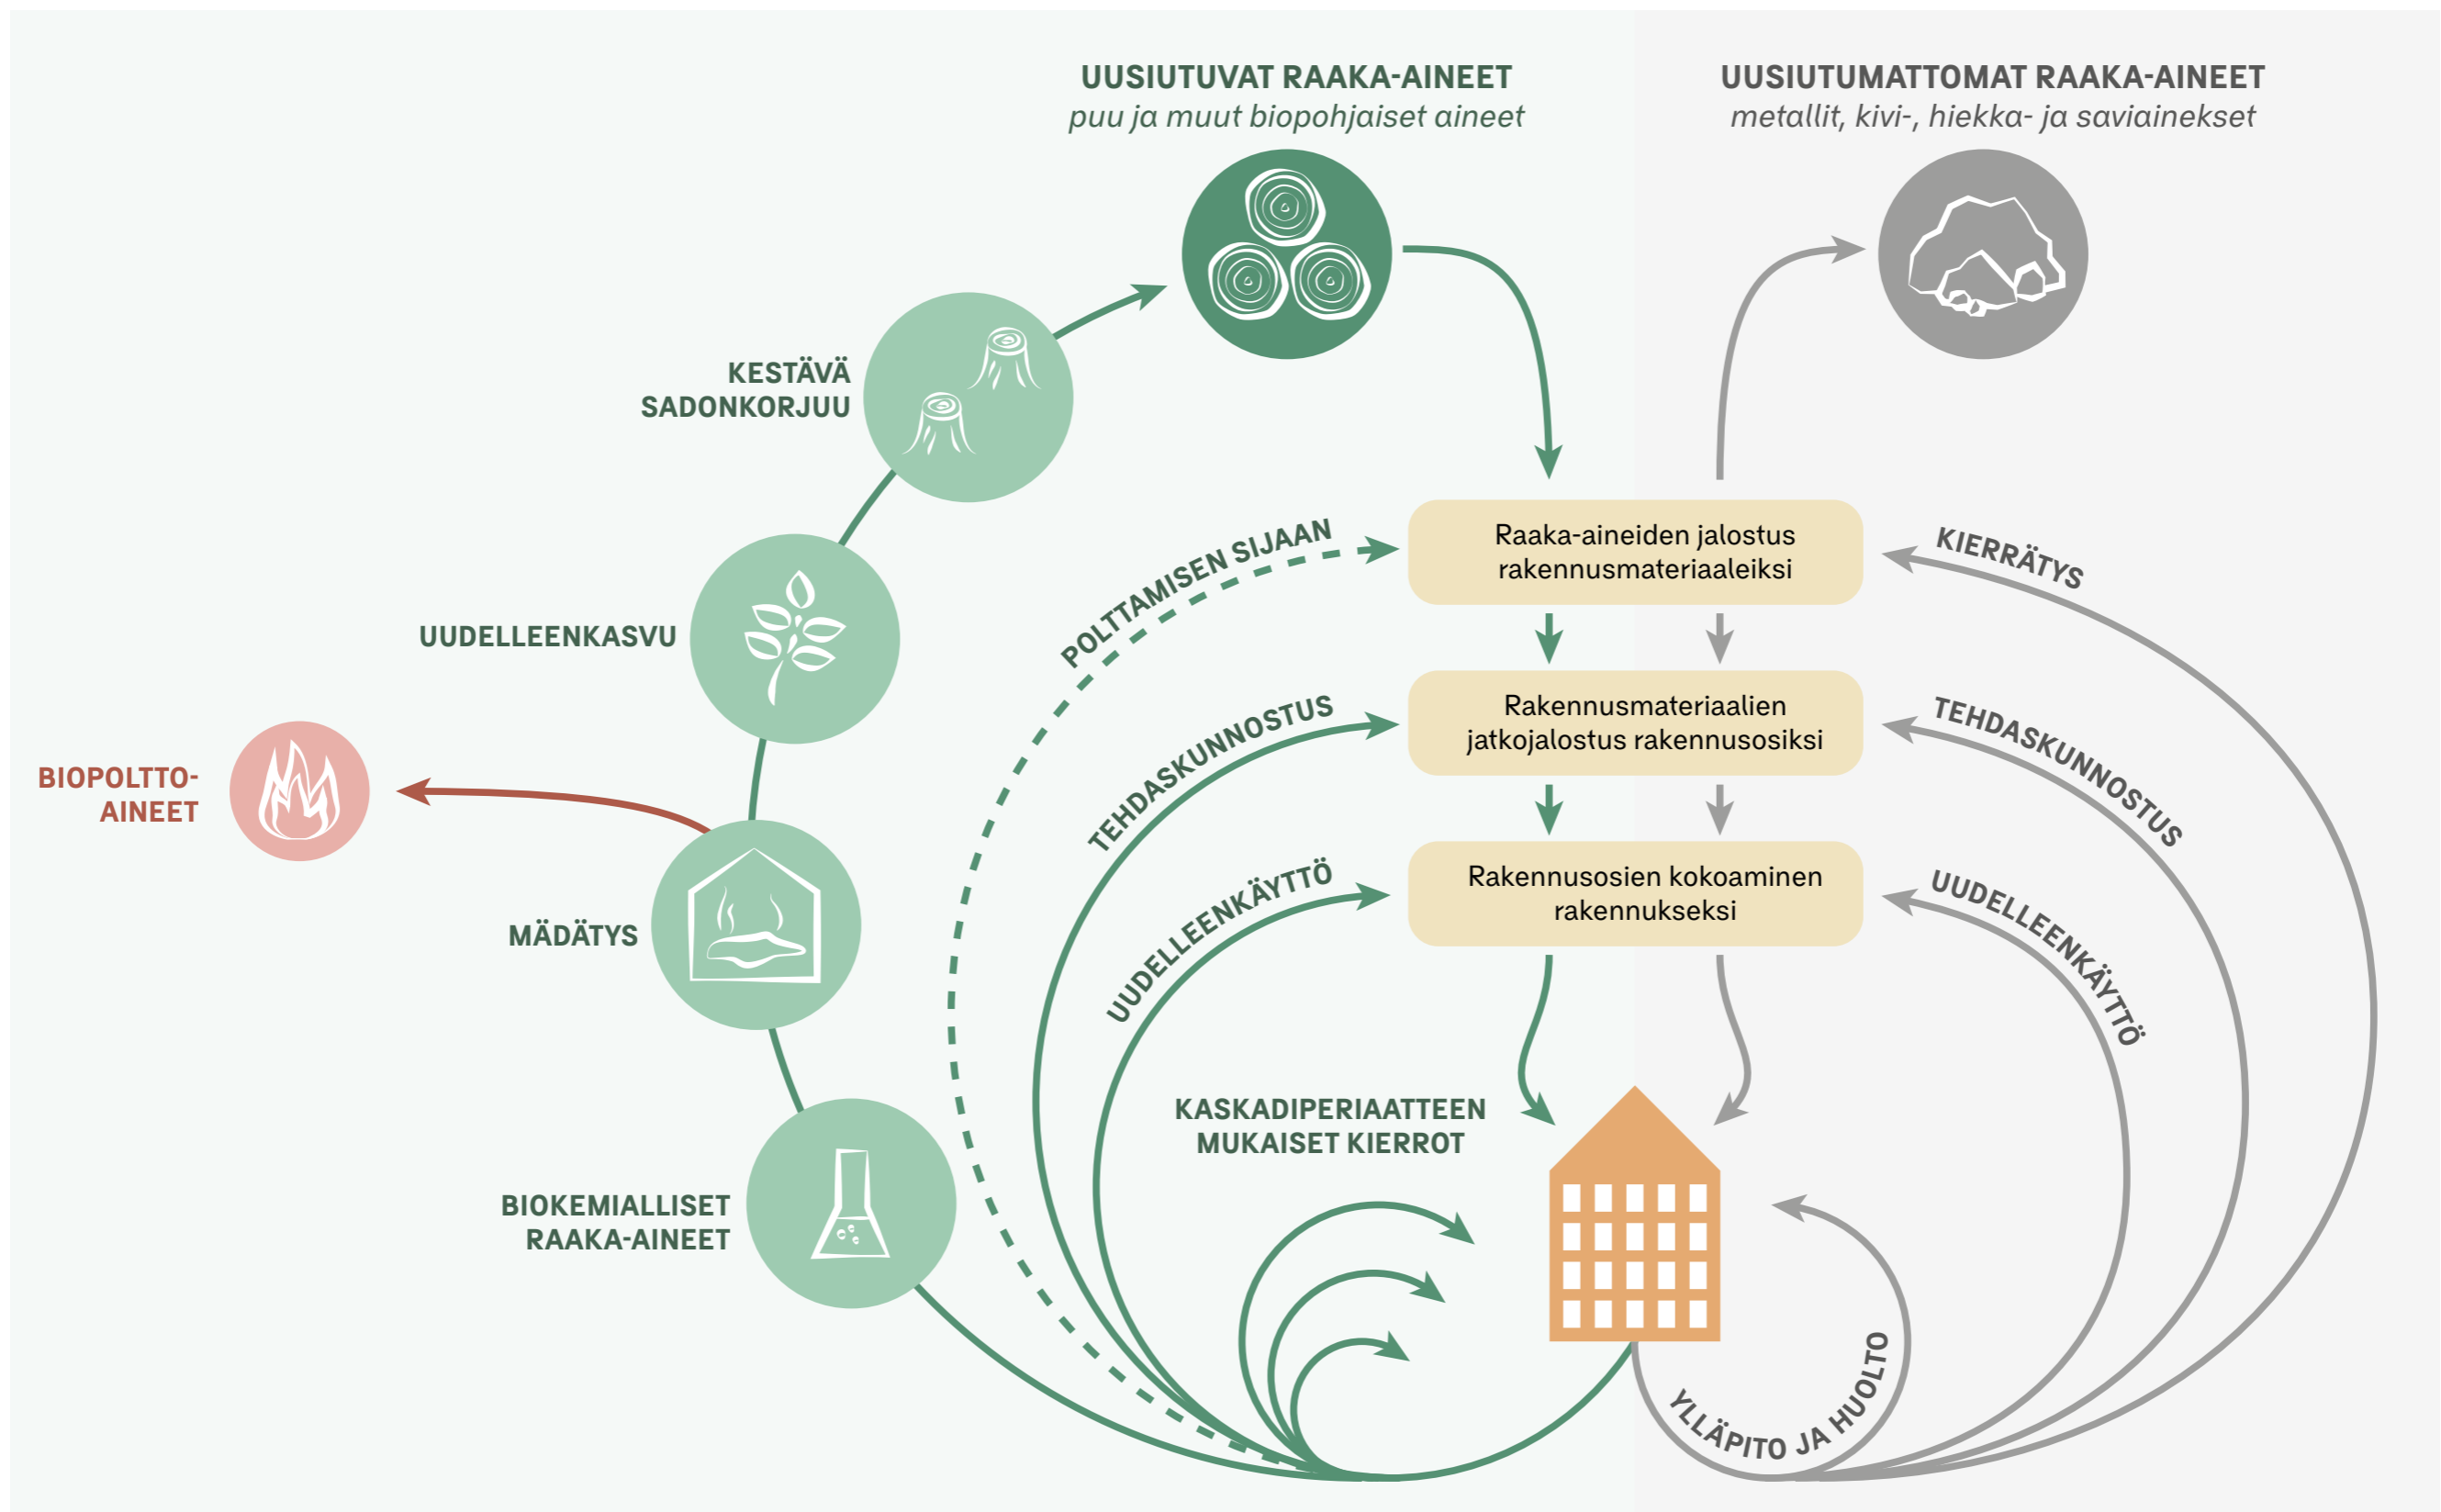 UUSIUTUVAT RAAKA-AINEET
puu ja muut biopohjaiset aineet
UUSIUTUMATTOMAT RAAKA-AINEET
metallit, kivi-, hiekka- ja saviainekset
KESTÄVÄ
SADONKORJUU
UUDELLEENKASVU
BIOPOLTTO-
AINEET
MÄDÄTYS
BIOKEMIALLISET
RAAKA-AINEET
POLTTAMISEN SIJAAN
TEHDASKUNNOSTUS
UUDELLEENKÄYTTÖ
KASKADIPERIAATTEEN
MUKAISET KIERROT
Raaka-aineiden jalostus
rakennusmateriaaleiksi
Rakennusmateriaalien
jatkojalostus rakennusosiksi
Rakennusosien kokoaminen
rakennukseksi
KIERRÄTYS
TEHDASKUNNOSTUS
UUDELLEENKÄYTTÖ
YLLÄPITO JA HUOLTO